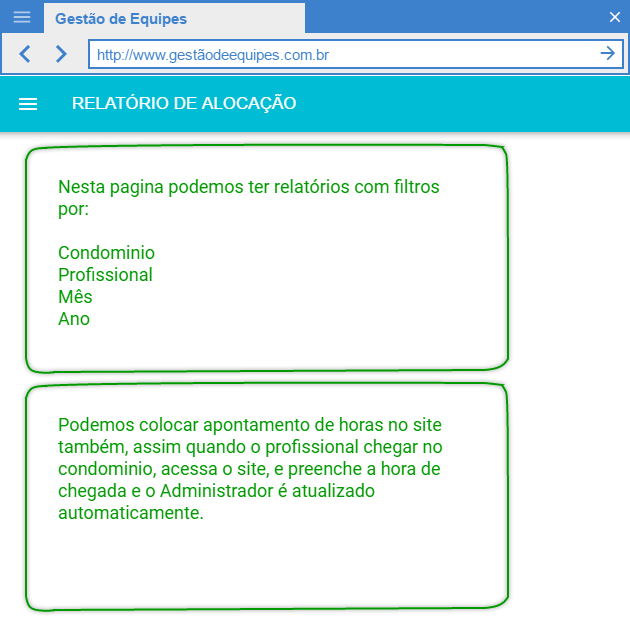 Gestão de Equipes
http://www.gestãodeequipes.com.br
RELATÓRIO DE ALOCAÇÃO
Nesta pagina podemos ter relatórios com filtros
por:
Condominio
Profissional
Mês
Ano
Podemos colocar apontamento de horas no site
também, assim quando o profissional chegar no
condominio, acessa o site, e preenche a hora de
chegada e o Administrador é atualizado
automaticamente.